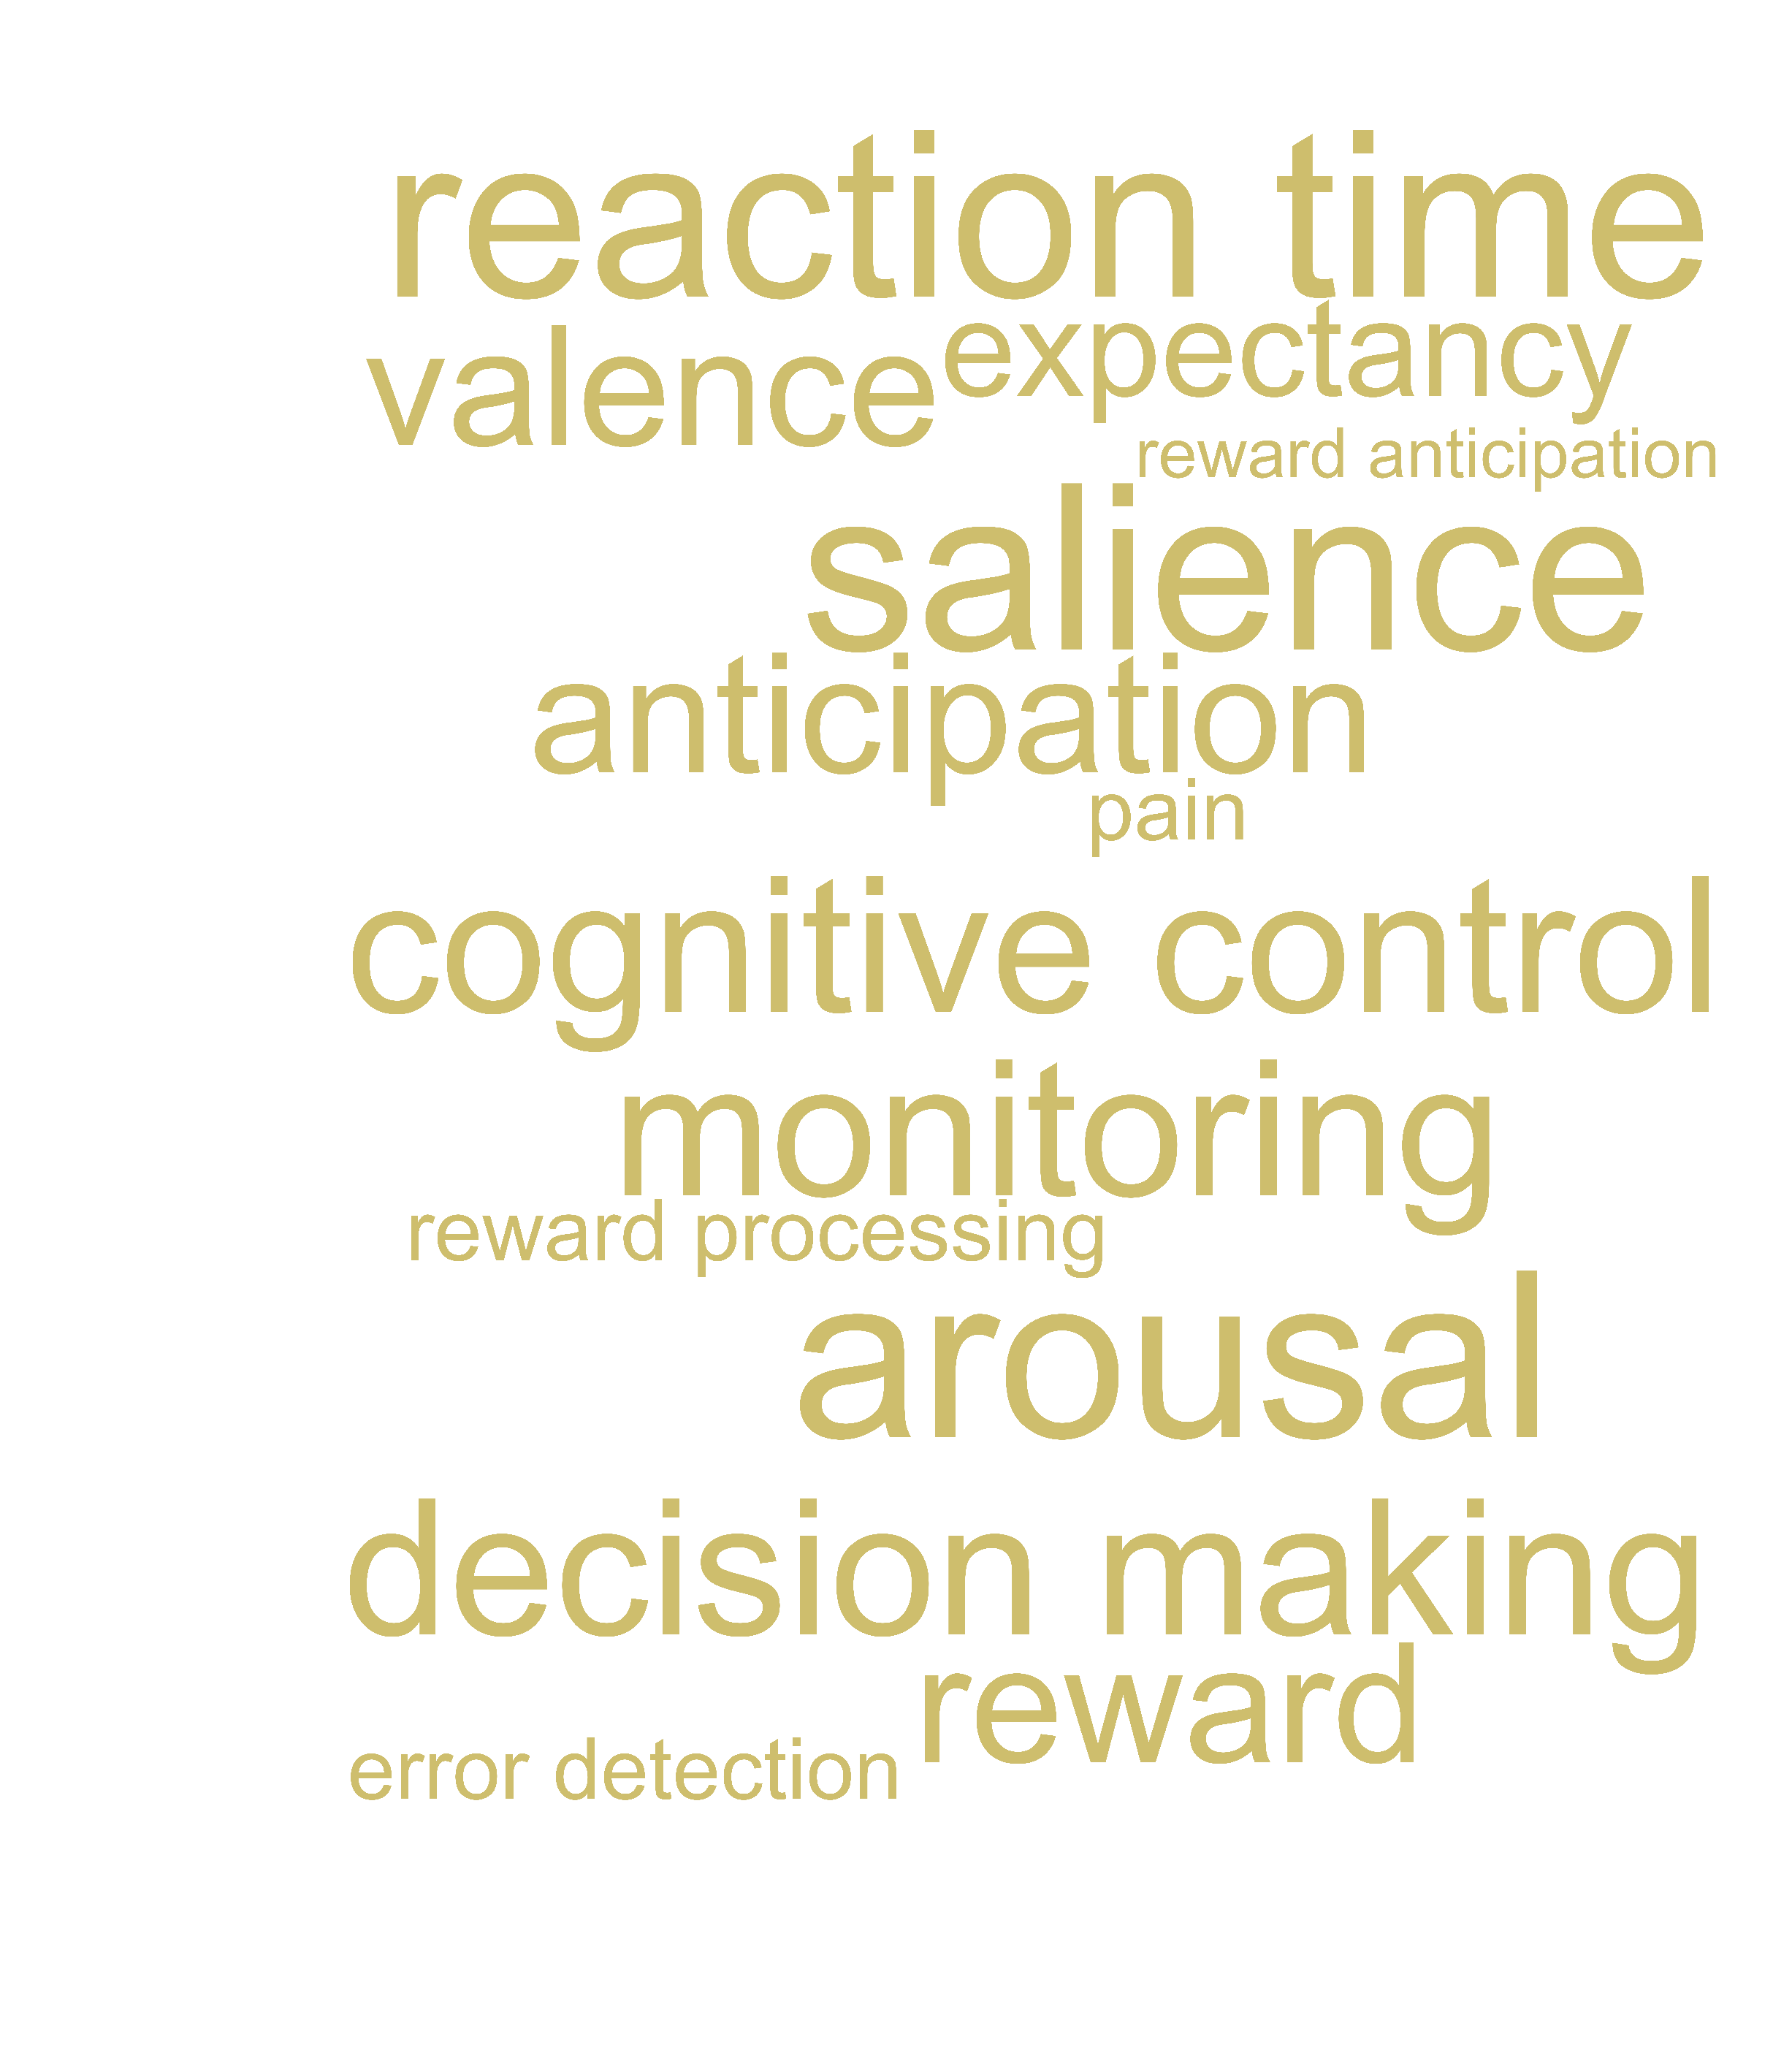 reaction time
valence expectancy
reward anticipation
salience
anticipation
pain
cognitive control
monitoring
reward processing
arousal
decision making
reward
error detection